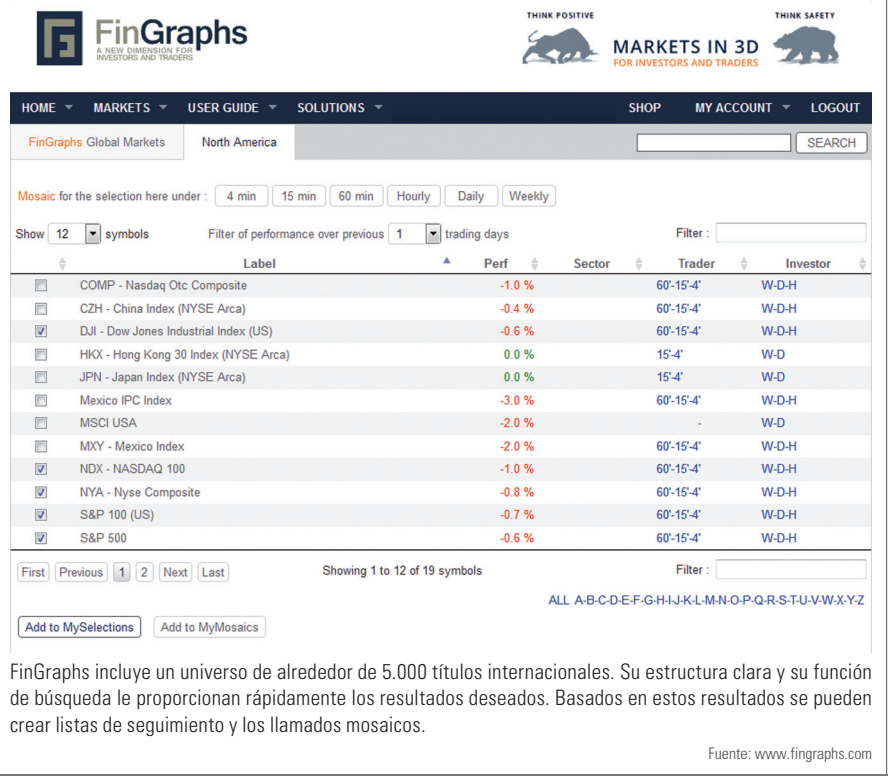 FinGraphs
A NEW DIMENSION FOR
INVESTORS AND TRADERS
THINK POSITIVE
THINK SAFETY
MARKETS IN 3D
FOR INVESTORS AND TRADERS
HOME MARKETS USER GUIDE SOLUTIONS SHOP MY ACCOUNT LOGOUT
FinGraphs Global Markets North America SEARCH
Mosaic for the selection here under : 4 min 15 min 60 min Hourly Daily Weekly
Show 12 symbols Filter of performance over previous 1 trading days Filter :
Label Perf Sector Trader Investor
COMP - Nasdaq Otc Composite -1.0 % 60'-15'-4' W-D-H
CZH - China Index (NYSE Arca) -0.4 % 60'-15'-4' W-D-H
DJI - Dow Jones Industrial Index (US) -0.6 % 60'-15'-4' W-D-H
HKX - Hong Kong 30 Index (NYSE Arca) 0.0 % 15'-4' W-D
JPN - Japan Index (NYSE Arca) 0.0 % 15'-4' W-D
Mexico IPC Index -3.0 % 60'-15'-4' W-D-H
MSCI USA -2.0 % - W-D
MXY - Mexico Index -2.0 % 60'-15'-4' W-D-H
NDX - NASDAQ 100 -1.0 % 60'-15'-4' W-D-H
NYA - Nyse Composite -0.8 % 60'-15'-4' W-D-H
S&P 100 (US) -0.7 % 60'-15'-4' W-D-H
S&P 500 -0.6 % 60'-15'-4' W-D-H
First Previous 1 2 Next Last Showing 1 to 12 of 19 symbols Filter :
ALL A-B-C-D-E-F-G-H-I-J-K-L-M-N-O-P-Q-R-S-T-U-V-W-X-Y-Z
Add to MySelections Add to MyMosaics
FinGraphs incluye un universo de alrededor de 5.000 títulos internacionales. Su estructura clara y su función
de búsqueda le proporcionan rápidamente los resultados deseados. Basados en estos resultados se pueden
crear listas de seguimiento y los llamados mosaicos.
Fuente: www.fingraphs.com